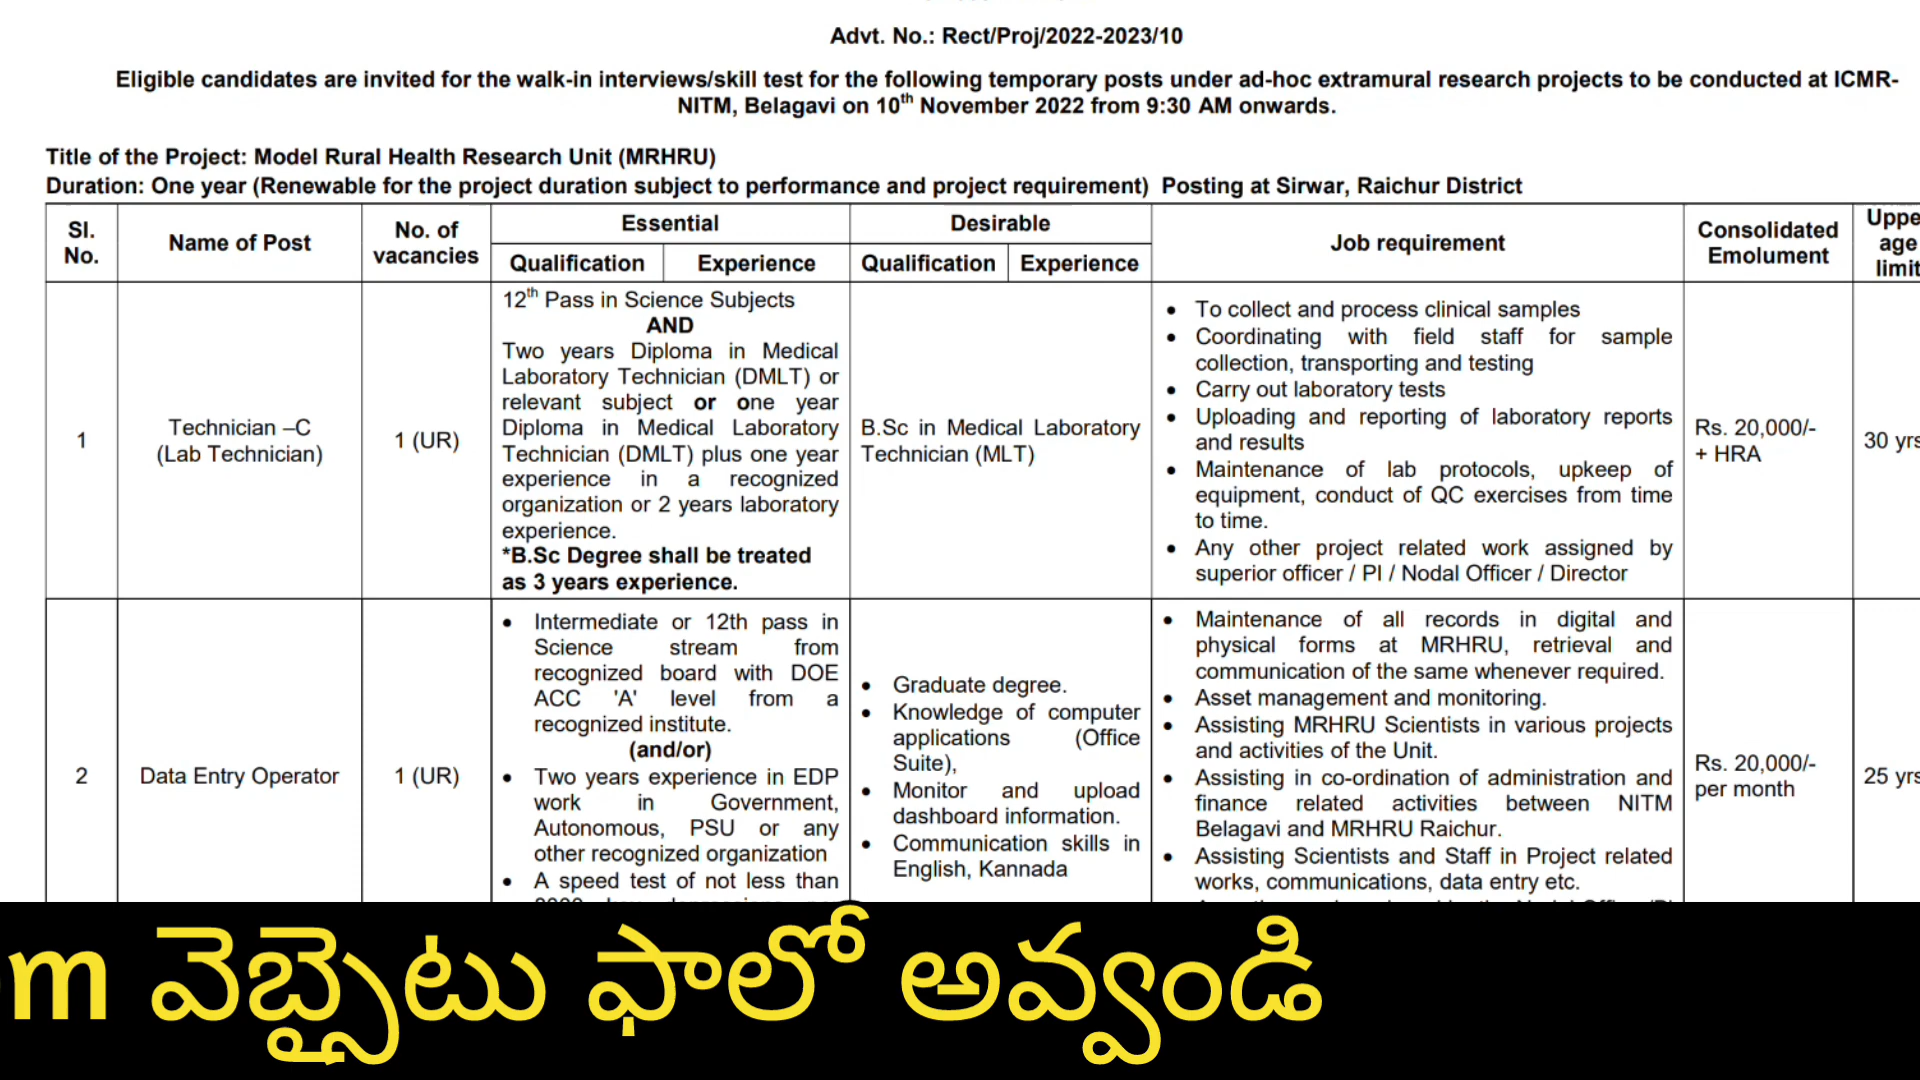 Advt. No.: Rect/Proj/2022-2023/10
Eligible candidates are invited for the walk-in interviews/skill test for the following temporary posts under ad-hoc extramural research projects to be conducted at ICMR-
NITM, Belagavi on 10th November 2022 from 9:30 AM onwards.
Title of the Project: Model Rural Health Research Unit (MRHRU)
Duration: One year (Renewable for the project duration subject to performance and project requirement) Posting at Sirwar, Raichur District
Sl. No.
Name of Post
No. of vacancies
Essential
Qualification
Experience
Desirable
Qualification
Experience
Job requirement
Consolidated Emolument
Uppe
age
limit
1
Technician –C
(Lab Technician)
1 (UR)
12th Pass in Science Subjects
AND
Two years Diploma in Medical
Laboratory Technician (DMLT) or
relevant subject or one year
Diploma in Medical Laboratory
Technician (DMLT) plus one year
experience in a recognized
organization or 2 years laboratory
experience.
*B.Sc Degree shall be treated
as 3 years experience.
B.Sc in Medical Laboratory
Technician (MLT)
• To collect and process clinical samples
• Coordinating with field staff for sample
collection, transporting and testing
• Carry out laboratory tests
• Uploading and reporting of laboratory reports
and results
• Maintenance of lab protocols, upkeep of
equipment, conduct of QC exercises from time
to time.
• Any other project related work assigned by
superior officer / PI / Nodal Officer / Director
Rs. 20,000/-
+ HRA
30 yrs
2
Data Entry Operator
1 (UR)
• Intermediate or 12th pass in
Science stream from
recognized board with DOE
ACC 'A' level from a
recognized institute.
(and/or)
• Two years experience in EDP
work in Government,
Autonomous, PSU or any
other recognized organization
• A speed test of not less than
• Graduate degree.
• Knowledge of computer
applications (Office
Suite),
• Monitor and upload
dashboard information.
• Communication skills in
English, Kannada
• Maintenance of all records in digital and
physical forms at MRHRU, retrieval and
communication of the same whenever required.
• Asset management and monitoring.
• Assisting MRHRU Scientists in various projects
and activities of the Unit.
• Assisting in co-ordination of administration and
finance related activities between NITM
Belagavi and MRHRU Raichur.
• Assisting Scientists and Staff in Project related
works, communications, data entry etc.
Rs. 20,000/-
per month
25 yrs
m వెబ్సైటు ఫాలో అవ్వండి